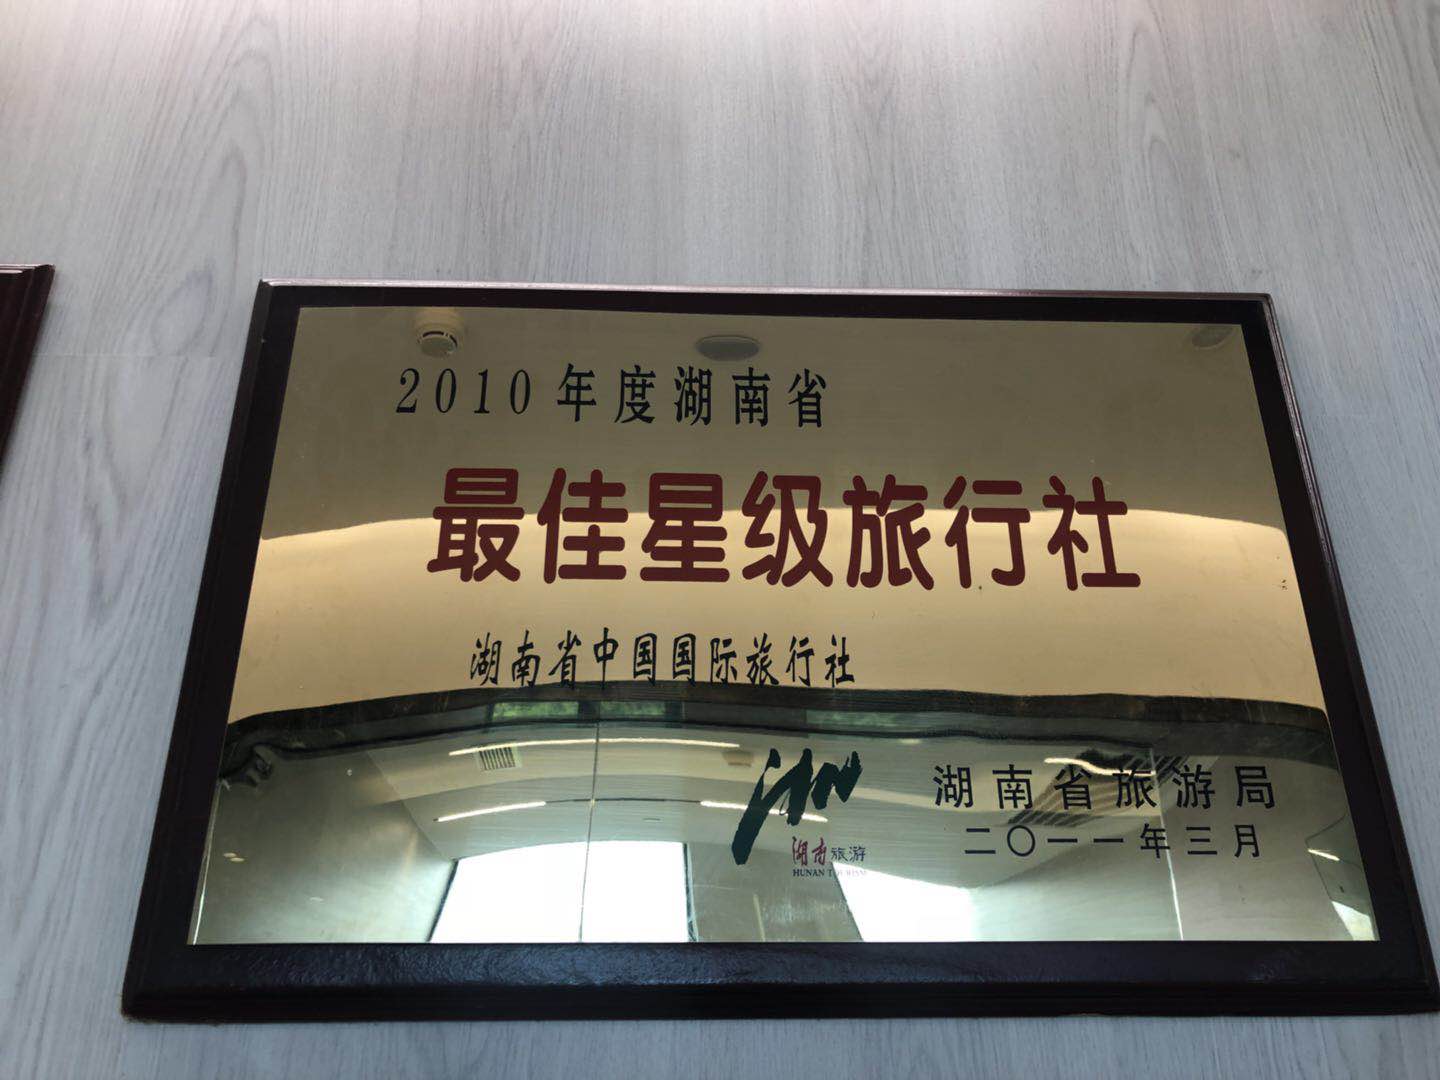 2010年度湖南省
最佳星级旅行社
湖南省中国国际旅行社
湖南省旅游局
二〇一一年三月
湖南旅游
HUNAN TOURISM